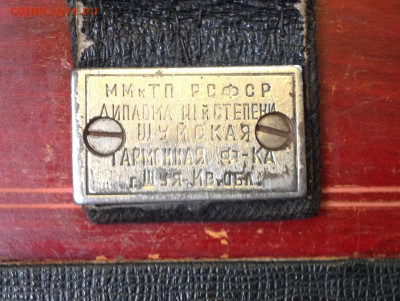 ММиТП РСФСР
ДИПЛОМ III СТЕПЕНИ
ШУЙСКАЯ
ГАРМОННАЯ Ф-КА
г. Шуя Ив. обл.